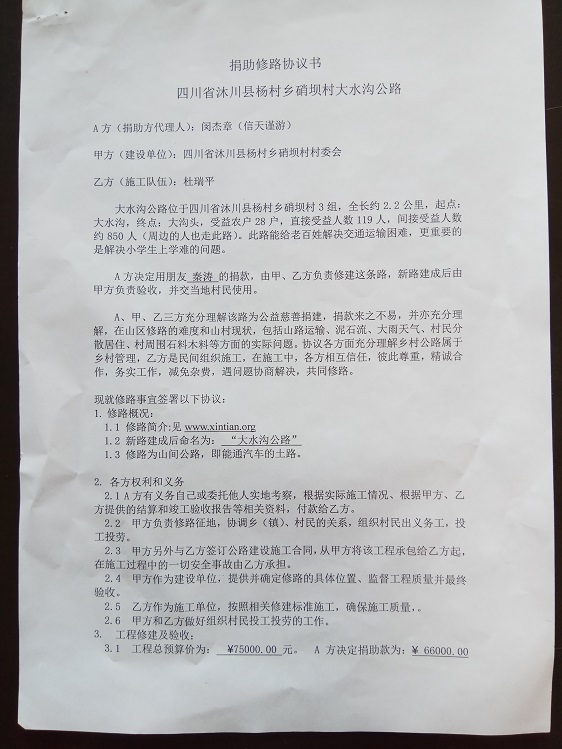 捐助修路协议书
四川省沐川县杨村乡硝坝村大水沟公路
A方（捐助方代理人）：闵杰章（信天谨游）
甲方（建设单位）：四川省沐川县杨村乡硝坝村村委会
乙方（施工队伍）：杜瑞平
大水沟公路位于四川省沐川县杨村乡硝坝村3组，全长约2.2公里，起点：
大水沟，终点：大沟头，受益农户28户，直接受益人数119人，间接受益人数
约850人（周边的人也走此路）。此路能给老百姓解决交通运输困难，更重要的
是解决小学生上学难的问题。
A方决定用朋友 秦涛 的捐款，由甲、乙方负责修建这条路，新路建成后由
甲方负责验收，并交当地村民使用。
A、甲、乙三方充分理解该路为公益慈善捐建，捐款来之不易，并亦充分理
解，在山区修路的难度和山村现状，包括山路运输、泥石流、大雨天气、村民分
散居住、村周围石料木料等方面的实际问题。协议各方面充分理解乡村公路属于
乡村管理，乙方是民间组织施工，在施工中，各方相互信任，彼此尊重，精诚合
作，务实工作，减免杂费，遇问题协商解决，共同修路。
现就修路事宜签署以下协议：
1. 修路概况：
1.1 修路简介:见 www.xintian.org
1.2 新路建成后命名为： “大水沟公路”
1.3 修路为山间公路，即能通汽车的土路。
2. 各方权利和义务
2.1 A方有义务自己或委托他人实地考察，根据实际施工情况、根据甲方、乙
方提供的结算和竣工验收报告等相关资料，付款给乙方。
2.2 甲方负责修路征地，协调乡（镇）、村民的关系，组织村民出义务工，投
工投劳。
2.3 甲方另外与乙方签订公路建设施工合同，从甲方将该工程承包给乙方起，
在施工过程中的一切安全事故由乙方承担。
2.4 甲方作为建设单位，提供并确定修路的具体位置、监督工程质量并最终
验收。
2.5 乙方作为施工单位，按照相关修建标准施工，确保施工质量，。
2.6 甲方和乙方做好组织村民投工投劳的工作。
3. 工程修建及验收：
3.1 工程总预算价为： ¥75000.00 元。 A方决定捐助款为：¥ 66000.00